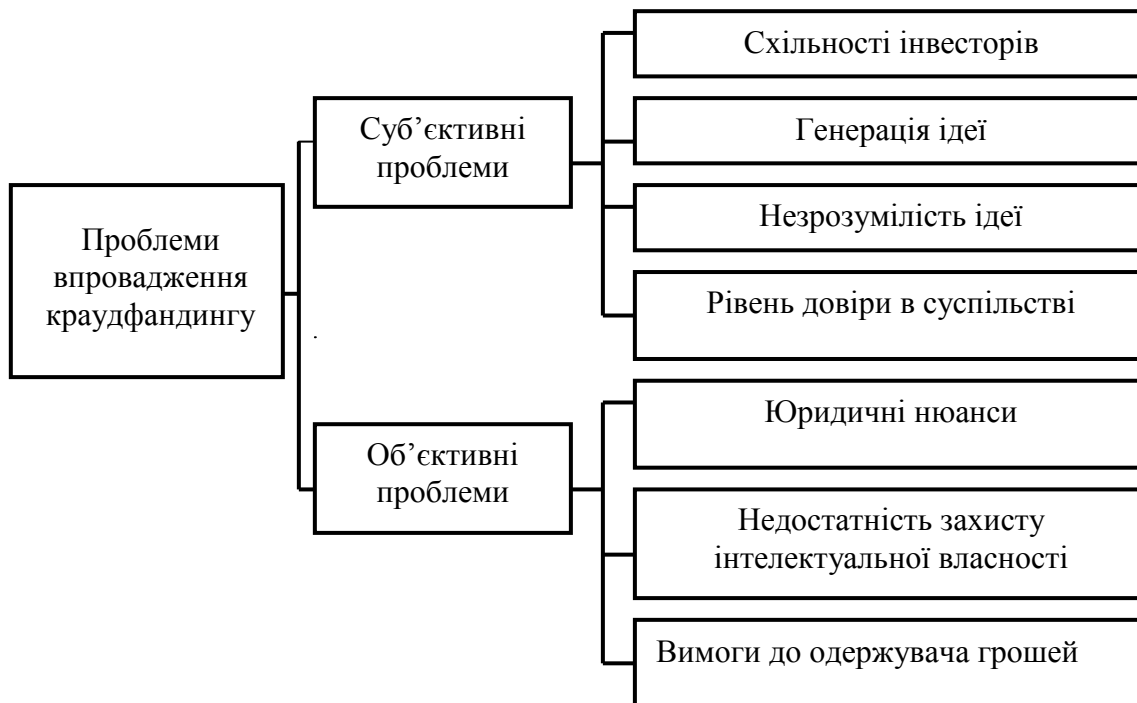 Проблеми
впровадження
краудфандингу
Суб’єктивні
проблеми
Схільності інвесторів
Генерація ідеї
Незрозумілість ідеї
Рівень довіри в суспільстві
Об’єктивні
проблеми
Юридичні нюанси
Недостатність захисту
інтелектуальної власності
Вимоги до одержувача грошей